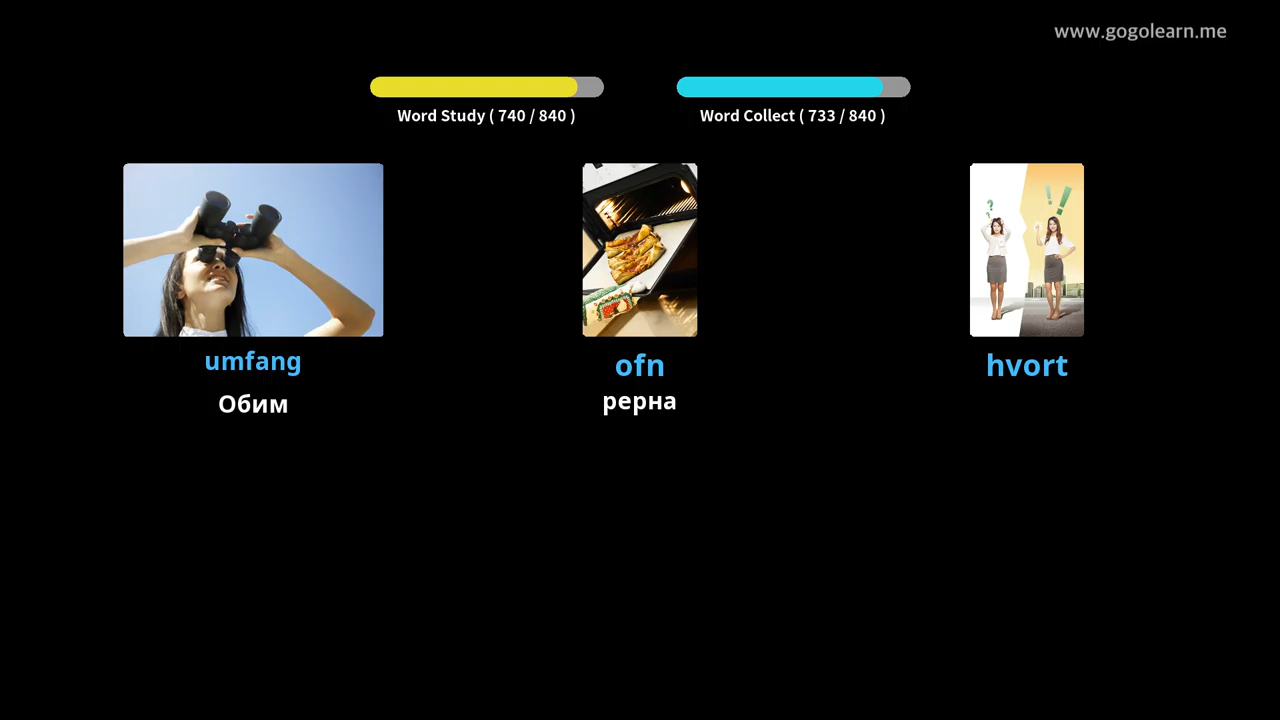 www.gogolearn.me
Word Study ( 740 / 840 )
Word Collect ( 733 / 840 )
umfang
Обим
ofn
рерна
hvort